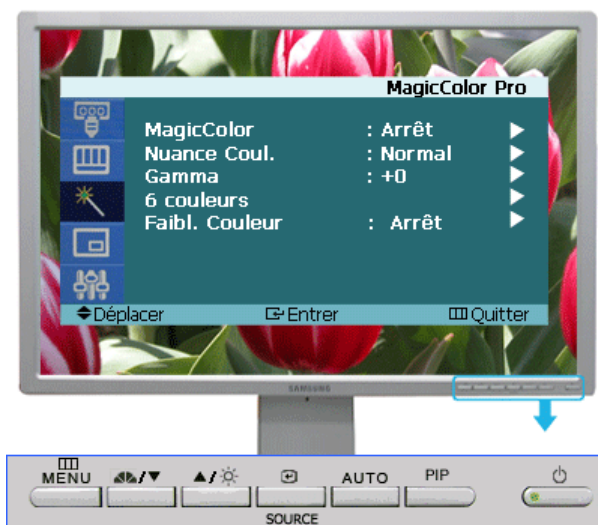 MagicColor Pro
MagicColor : Arrêt
Nuance Coul. : Normal
Gamma : +0
6 couleurs
Faibl. Couleur : Arrêt
Déplacer Entrer Quitter
SAMSUNG
MENU AUTO PIP
SOURCE